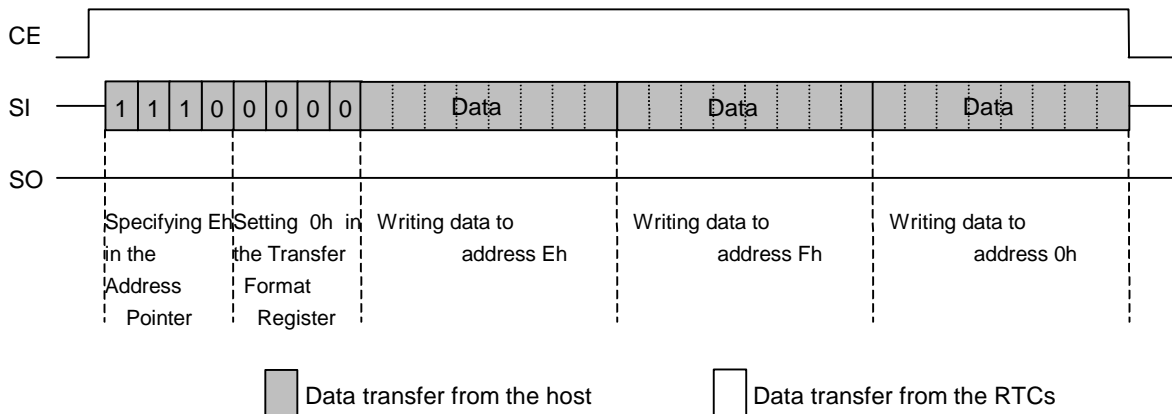 CE
SI 1 1 1 0 0 0 0 0 Data Data Data
SO
Specifying Eh Setting 0h in Writing data to Writing data to Writing data to
in the the Transfer address Eh address Fh address 0h
Address Format
Pointer Register
Data transfer from the host Data transfer from the RTCs